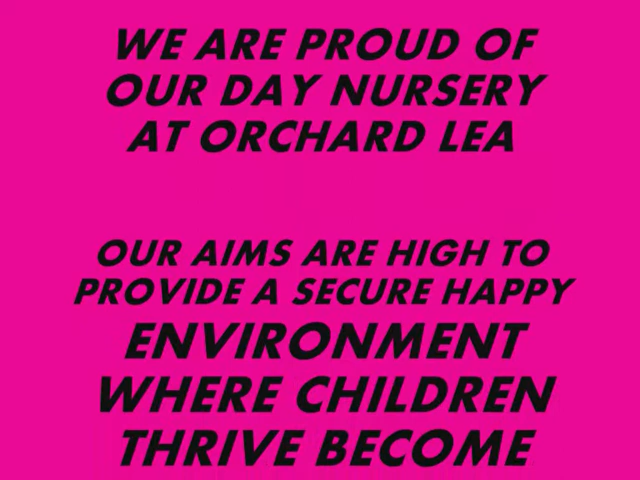 WE ARE PROUD OF
OUR DAY NURSERY
AT ORCHARD LEA
OUR AIMS ARE HIGH TO
PROVIDE A SECURE HAPPY
ENVIRONMENT
WHERE CHILDREN
THRIVE BECOME